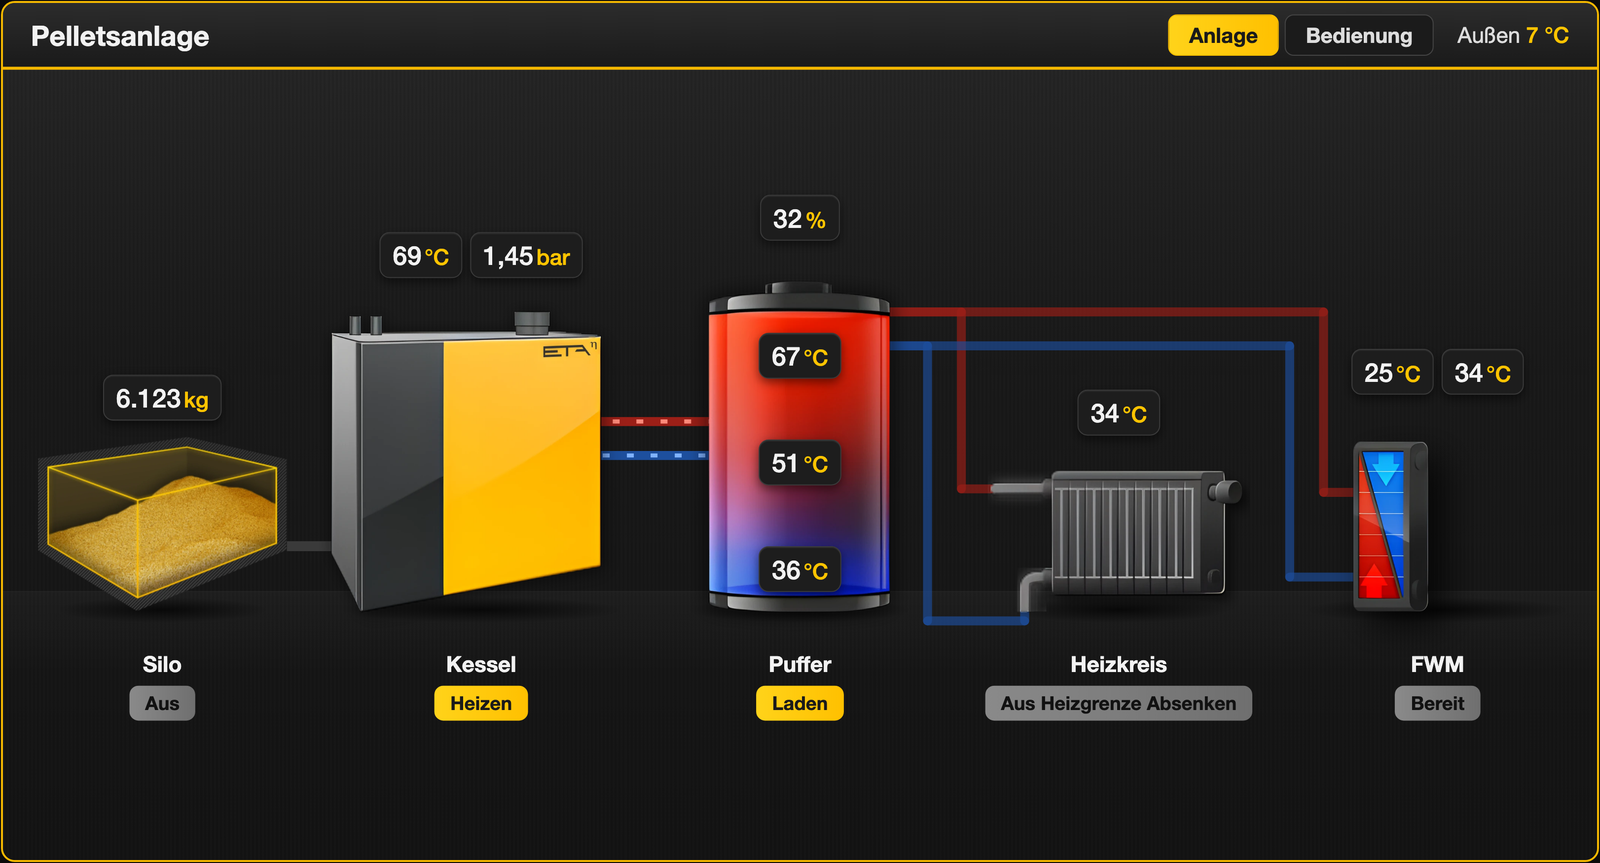 Pelletsanlage
Anlage
Bedienung
Außen 7 °C
32 %
69 °C
1,45 bar
ETA η
67 °C
25 °C
34 °C
6.123 kg
34 °C
51 °C
36 °C
Silo
Kessel
Puffer
Heizkreis
FWM
Aus
Heizen
Laden
Aus Heizgrenze Absenken
Bereit